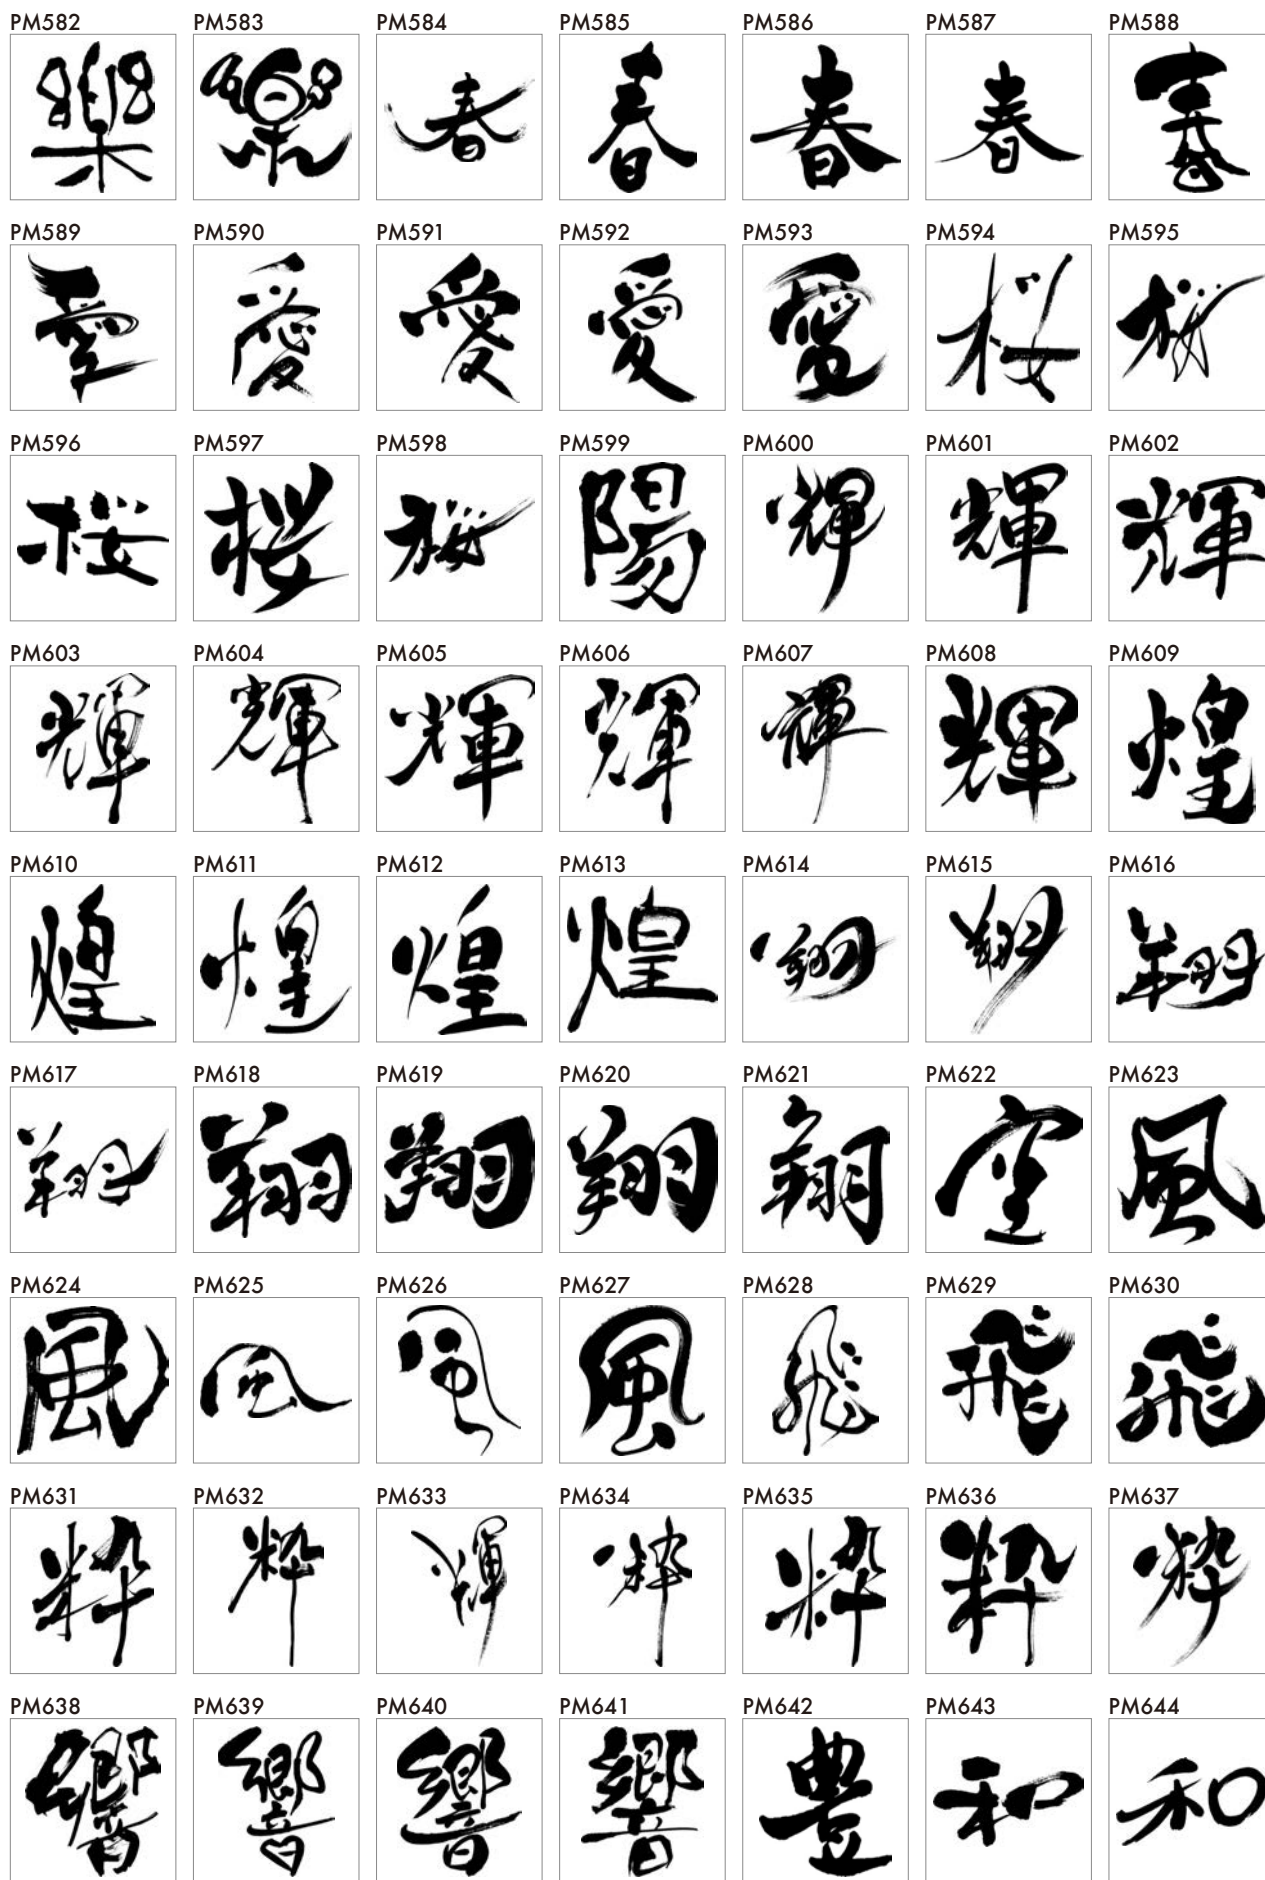 PM582 PM583 PM584 PM585 PM586 PM587 PM588
樂 樂 春 春 春 春 春
PM589 PM590 PM591 PM592 PM593 PM594 PM595
愛 愛 愛 愛 桜 桜
PM596 PM597 PM598 PM599 PM600 PM601 PM602
桜 桜 桜 陽 輝 輝 輝
PM603 PM604 PM605 PM606 PM607 PM608 PM609
輝 輝 輝 輝 輝 輝 煌
PM610 PM611 PM612 PM613 PM614 PM615 PM616
煌 煌 煌 煌 翔 翔 翔
PM617 PM618 PM619 PM620 PM621 PM622 PM623
翔 翔 翔 翔 翔 空 風
PM624 PM625 PM626 PM627 PM628 PM629 PM630
風 風 風 風 飛 飛 飛
PM631 PM632 PM633 PM634 PM635 PM636 PM637
粋 粋 輝 粋 粋 粋 粋
PM638 PM639 PM640 PM641 PM642 PM643 PM644
響 響 響 響 豊 和 和